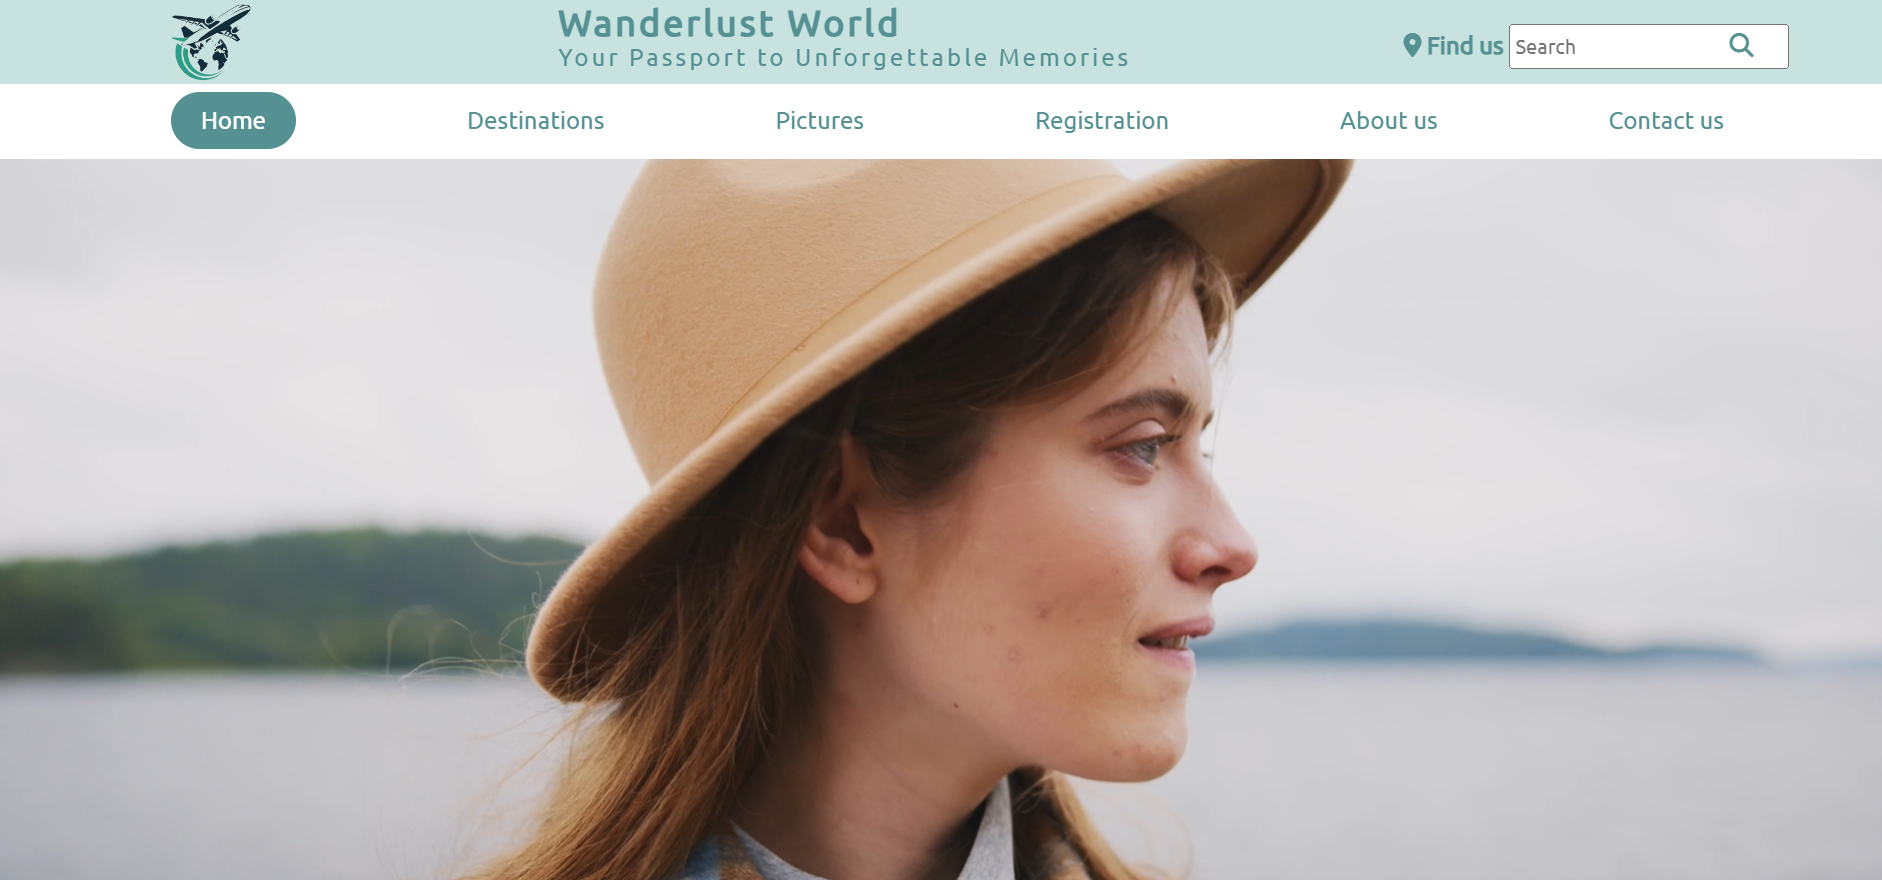 Wanderlust World
Your Passport to Unforgettable Memories
Find us
Search
Home
Destinations
Pictures
Registration
About us
Contact us